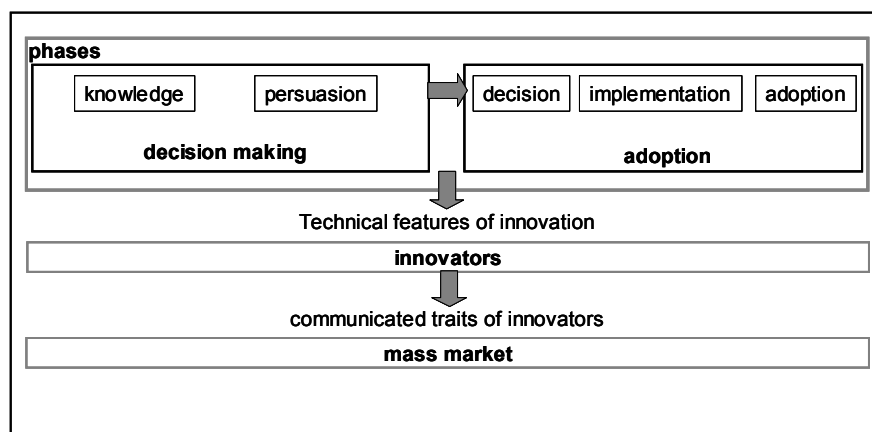 phases
knowledge persuasion decision implementation adoption
decision making adoption
Technical features of innovation
innovators
communicated traits of innovators
mass market